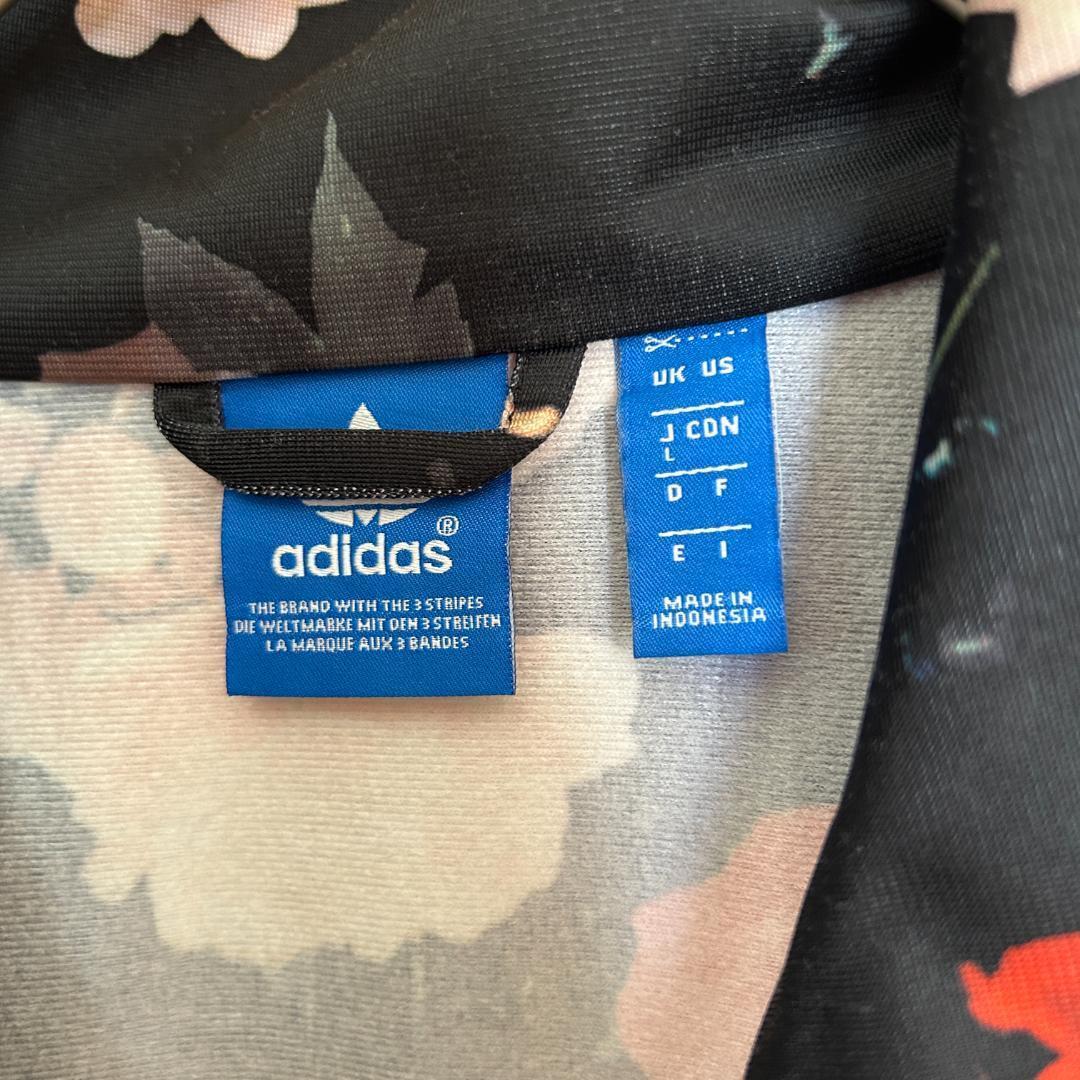 adidas®
THE BRAND WITH THE 3 STRIPES
DIE WELTMARKE MIT DEN 3 STREIFEN
LA MARQUE AUX 3 BANDES
UK US
J CDN
L
D F
E I
MADE IN
INDONESIA